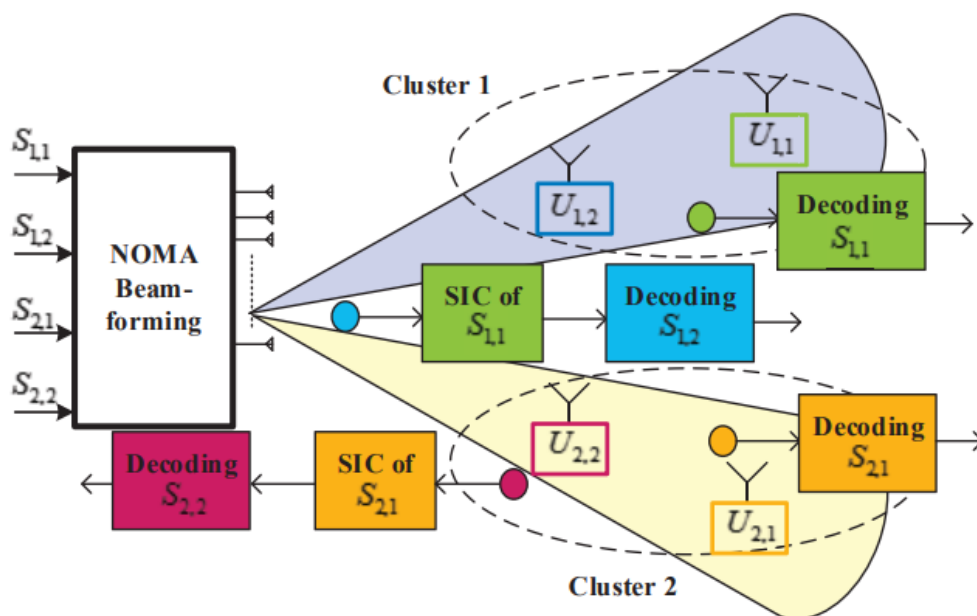 Cluster 1
S1,1
U1,1
U1,2
Decoding
S1,1
S1,2
NOMA
Beam-
forming
SIC of
S1,1
Decoding
S1,2
S2,1
S2,2
U2,2
Decoding
S2,1
Decoding
S2,2
SIC of
S2,1
U2,1
Cluster 2